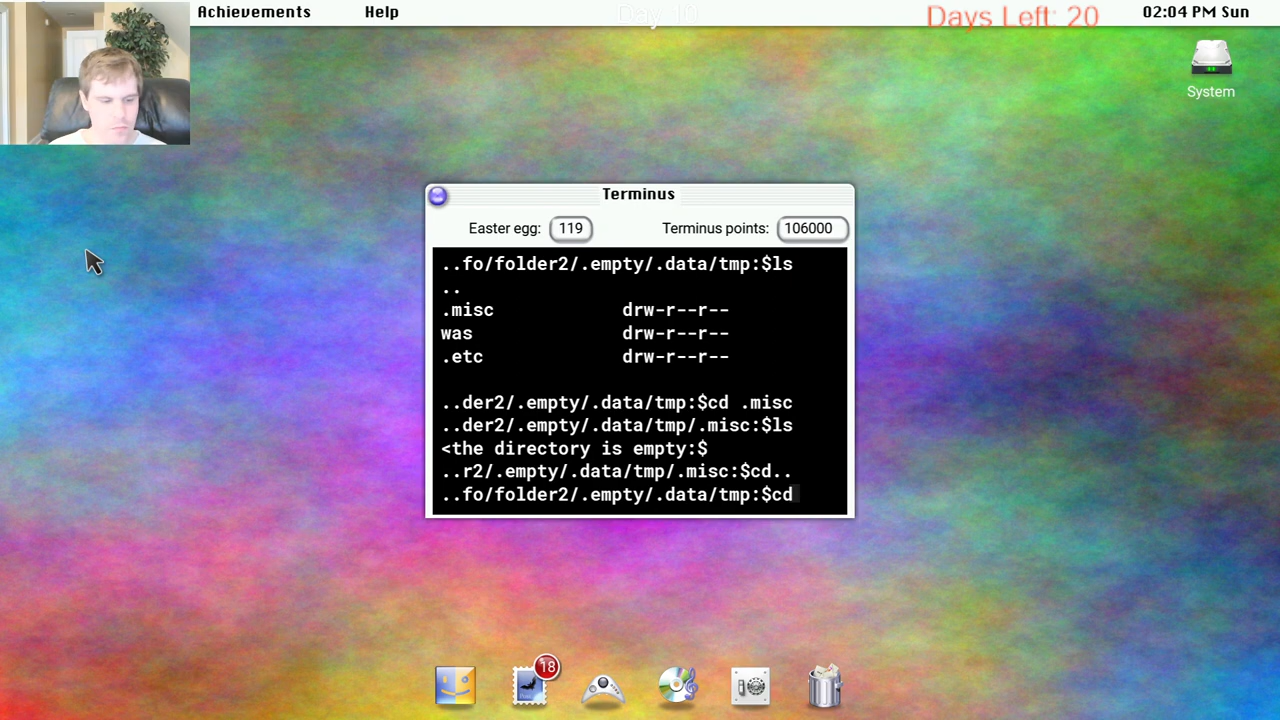 Achievements Help Day 10 Days Left: 20 02:04 PM Sun
System
Terminus
Easter egg: 119 Terminus points: 106000
..fo/folder2/.empty/.data/tmp:$ls
..
.misc drw-r--r--
was drw-r--r--
.etc drw-r--r--
..der2/.empty/.data/tmp:$cd .misc
..der2/.empty/.data/tmp/.misc:$ls
<the directory is empty:$
..r2/.empty/.data/tmp/.misc:$cd..
..fo/folder2/.empty/.data/tmp:$cd
18